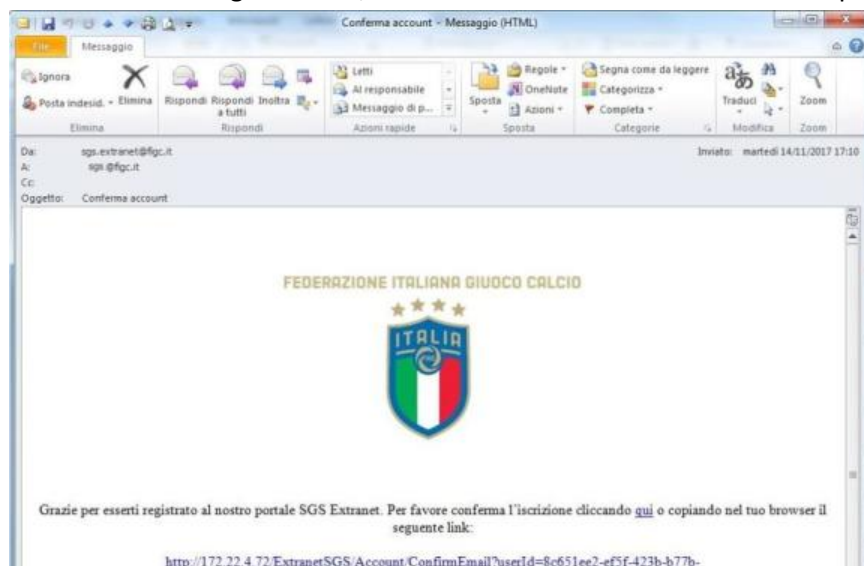 Conferma account - Messaggio (HTML)
File Messaggio
Ignora
Posta indesid.
Elimina
Rispondi
Rispondi a tutti
Inoltra
Letti
Al responsabile
Messaggio di p...
Sposta
Regole
OneNote
Azioni
Segna come da leggere
Categorizza
Completa
Traduci
Zoom
Elimina Rispondi Azioni rapide Sposta Categorie Modifica Zoom
Da: sgs.extranet@figc.it Inviato: martedì 14/11/2017 17:10
A: sgs.@figc.it
Cc:
Oggetto: Conferma account
FEDERAZIONE ITALIANA GIUOCO CALCIO
ITALIA
Grazie per esserti registrato al nostro portale SGS Extranet. Per favore conferma l'iscrizione cliccando qui o copiando nel tuo browser il
seguente link:
http://172.22.4.72/ExtranetSGS/Account/ConfirmEmail?userId=8c651ee2-ef5f-423b-b77b-